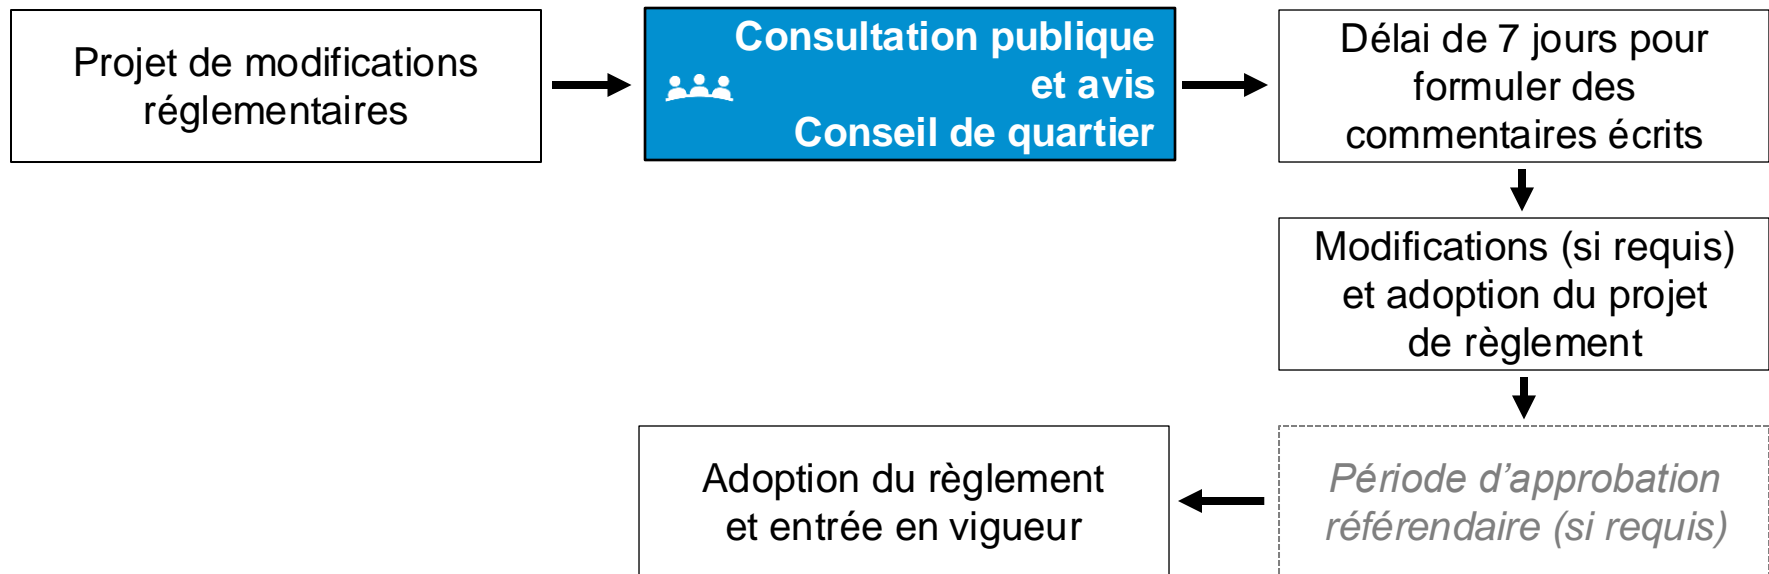 Projet de modifications
réglementaires
Consultation publique
et avis
Conseil de quartier
Délai de 7 jours pour
formuler des
commentaires écrits
Modifications (si requis)
et adoption du projet
de règlement
Période d’approbation
référendaire (si requis)
Adoption du règlement
et entrée en vigueur